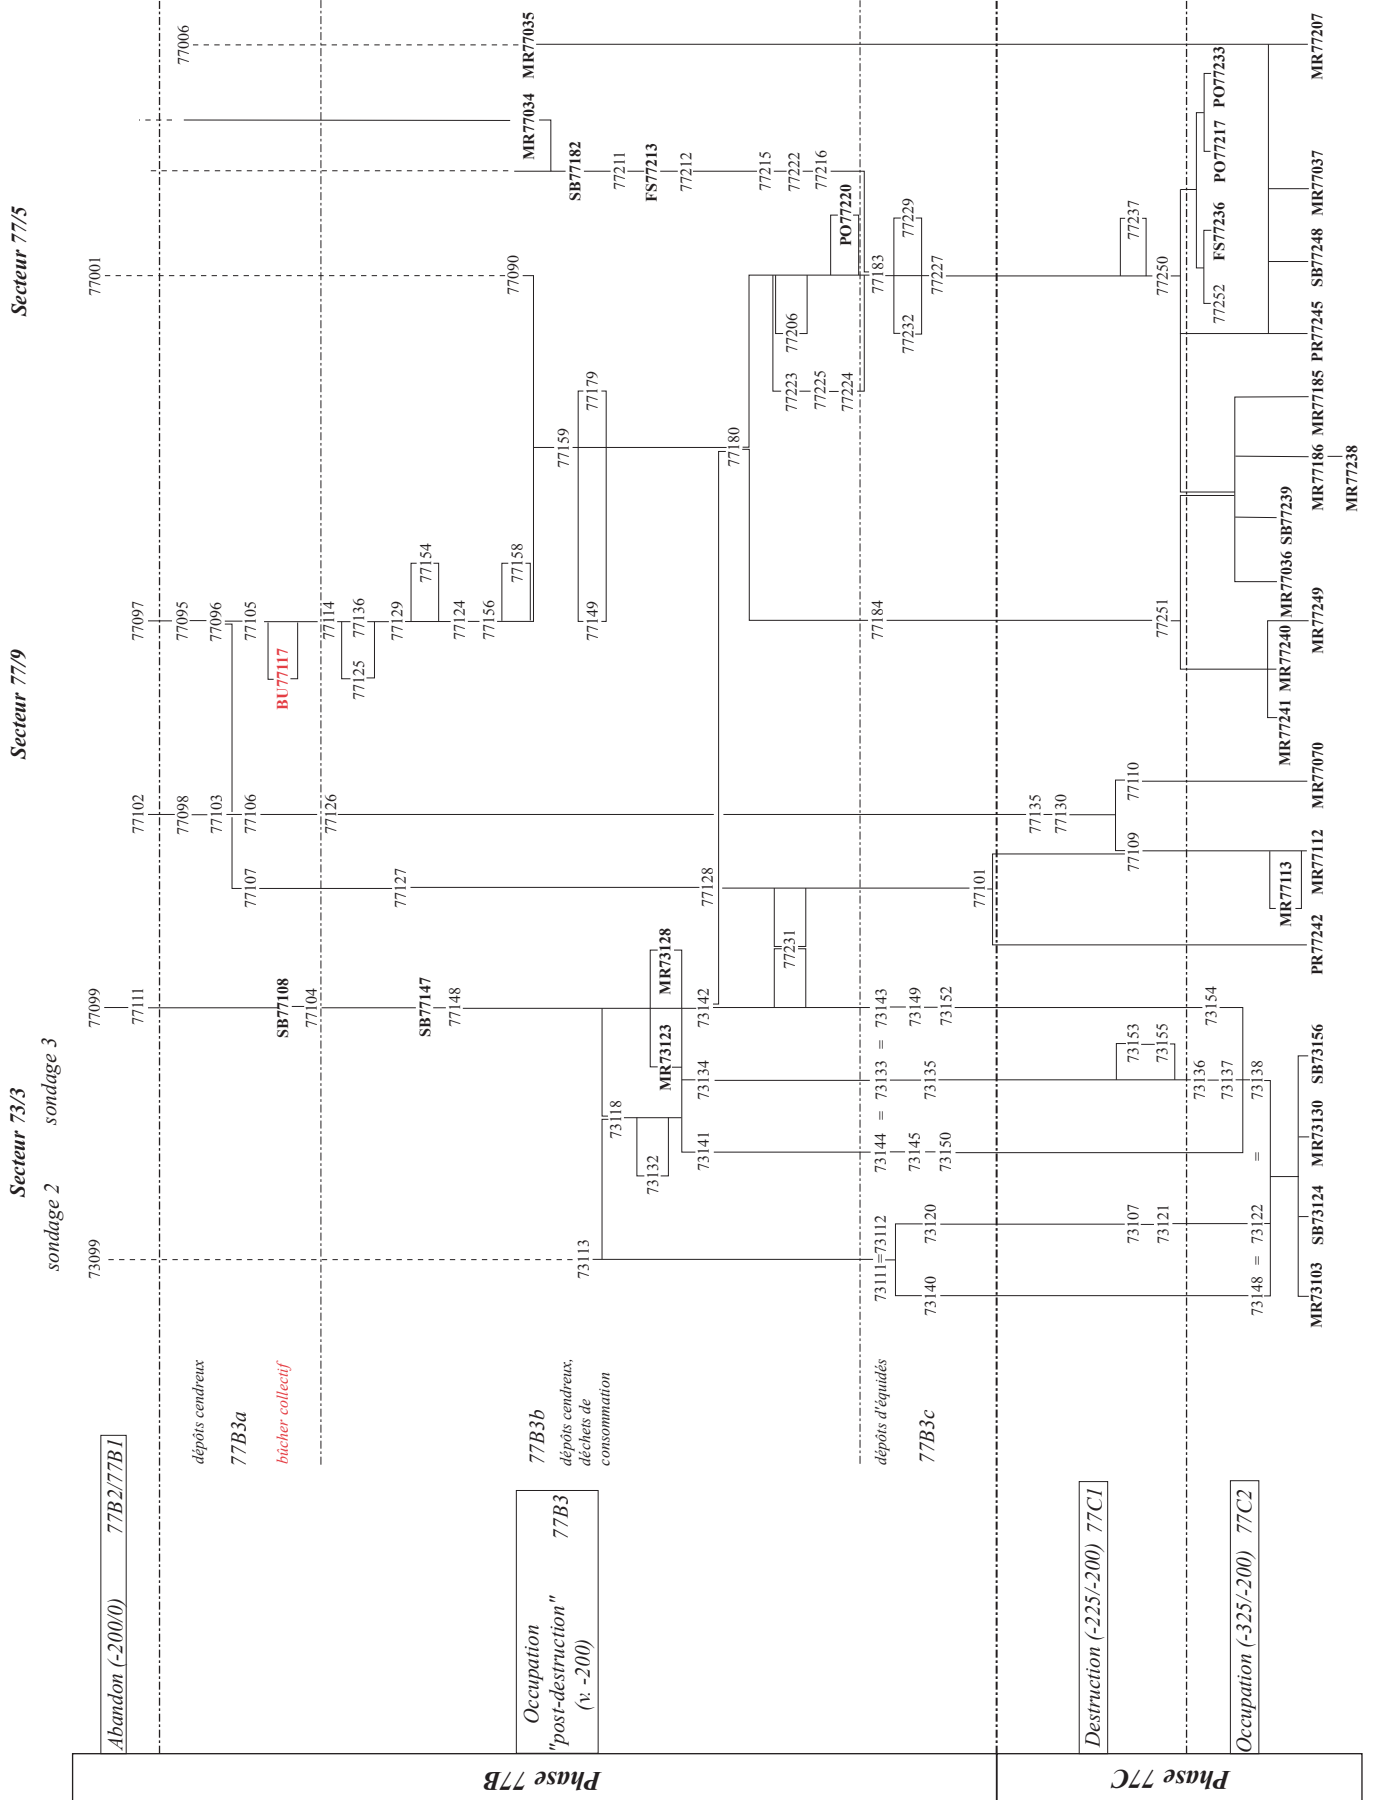 Secteur 73/3
Secteur 77/9
Secteur 77/5
sondage 2
sondage 3
Phase 77B
Abandon (-200/0) 77B2/77B1
73099
77099
77001
77111
77102
77097
dépôts cendreux
77098
77095
77006
77103
77096
77B3a
77107
77106
77105
bûcher collectif
SB77108
BU77117
77104
77126
77114
77125
77136
77127
77129
SB77147
77154
77148
77124
77156
77158
77090
MR77034
MR77035
Occupation
"post-destruction"
(v. -200)
77B3
77B3b
dépôts cendreux,
déchets de
consommation
73113
77159
SB77182
77149
77179
73118
77211
73132
FS77213
MR73123
MR73128
77212
73141
73134
73142
77128
77180
77231
77223
77206
77215
77225
77222
77224
77216
PO77220
dépôts d'équidés
73111=73112
73144 = 73133 = 73143
77184
77183
73145
73149
77232
77229
77B3c
73140
73120
73150
73135
73152
77227
77101
Phase 77C
Destruction (-225/-200) 77C1
77135
77130
73107
73153
77109
77110
77237
73121
73155
77251
77250
Occupation (-325/-200) 77C2
73136
73154
73137
77252
FS77236
PO77217
PO77233
73148 = 73122 = 73138
MR77113
MR77241
MR77240
MR77036
SB77239
MR73103
SB73124
MR73130
SB73156
PR77242
MR77112
MR77070
MR77249
MR77186
MR77185
PR77245
SB77248
MR77037
MR77207
MR77238